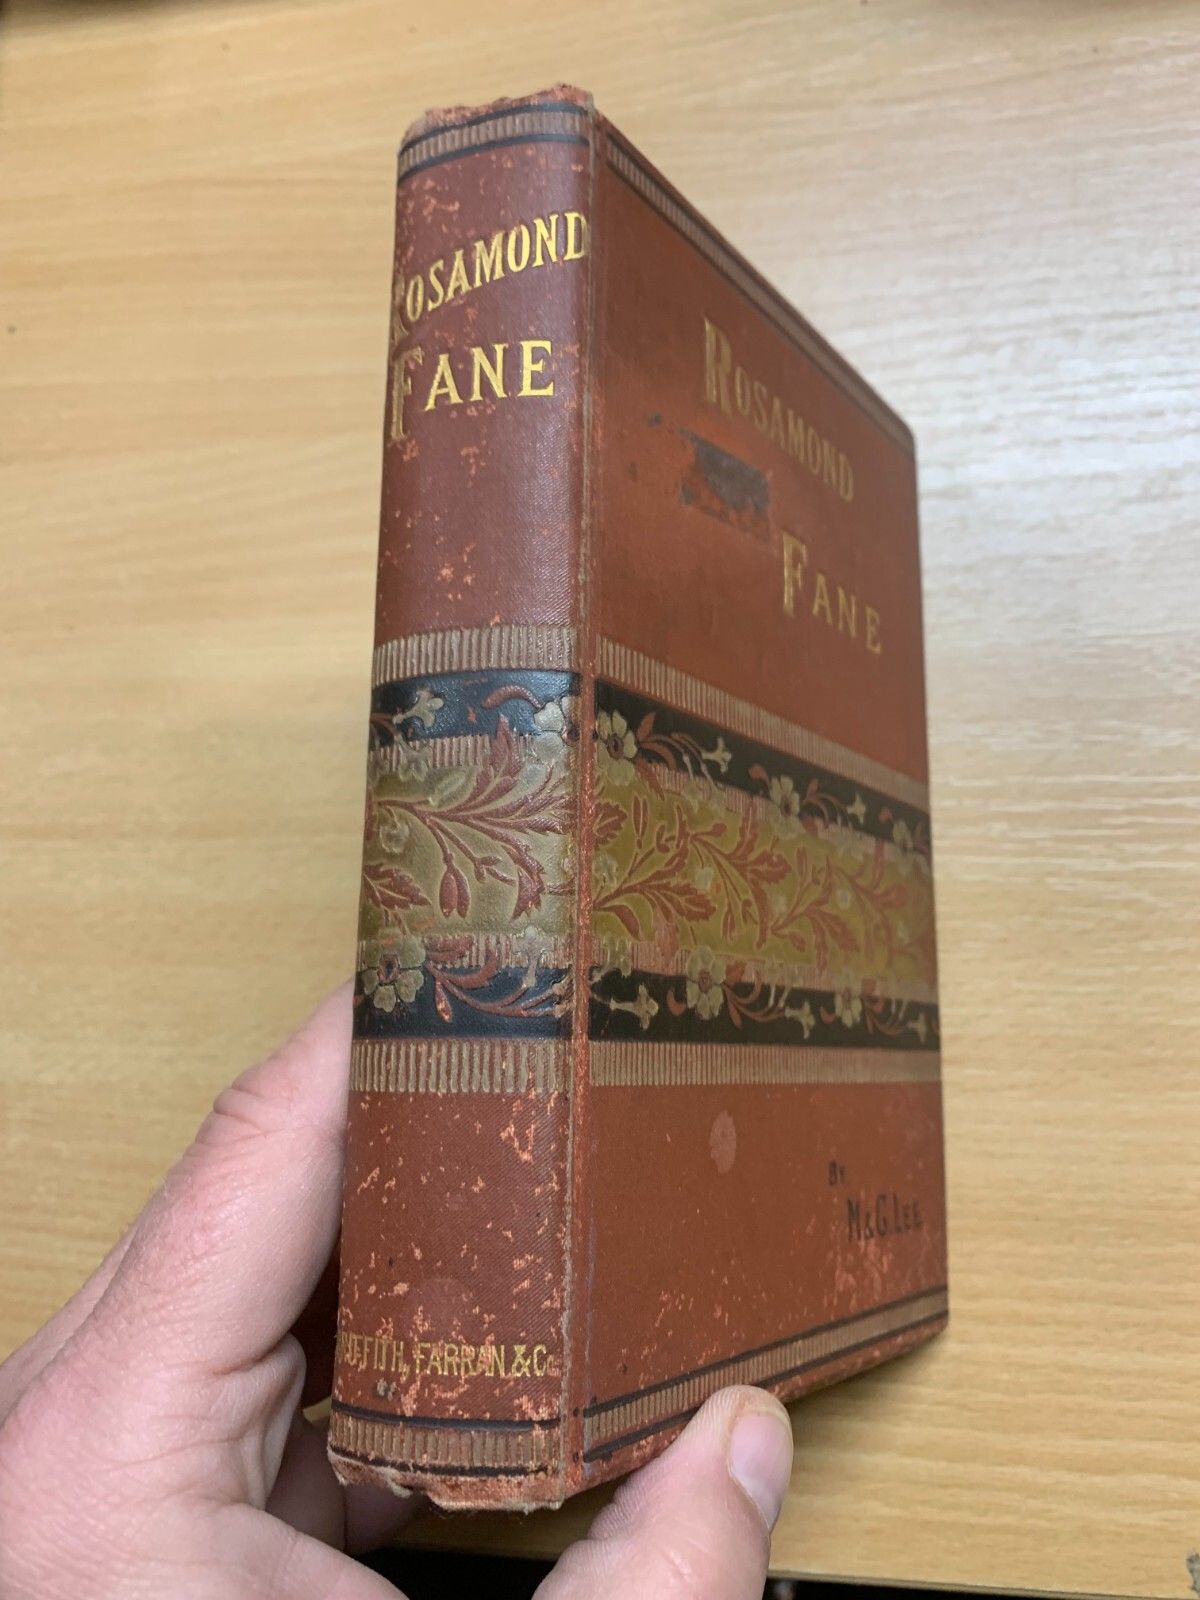 ROSAMOND
FANE
ROSAMOND
FANE
BY
M&G.LEE
FARRAN & Co